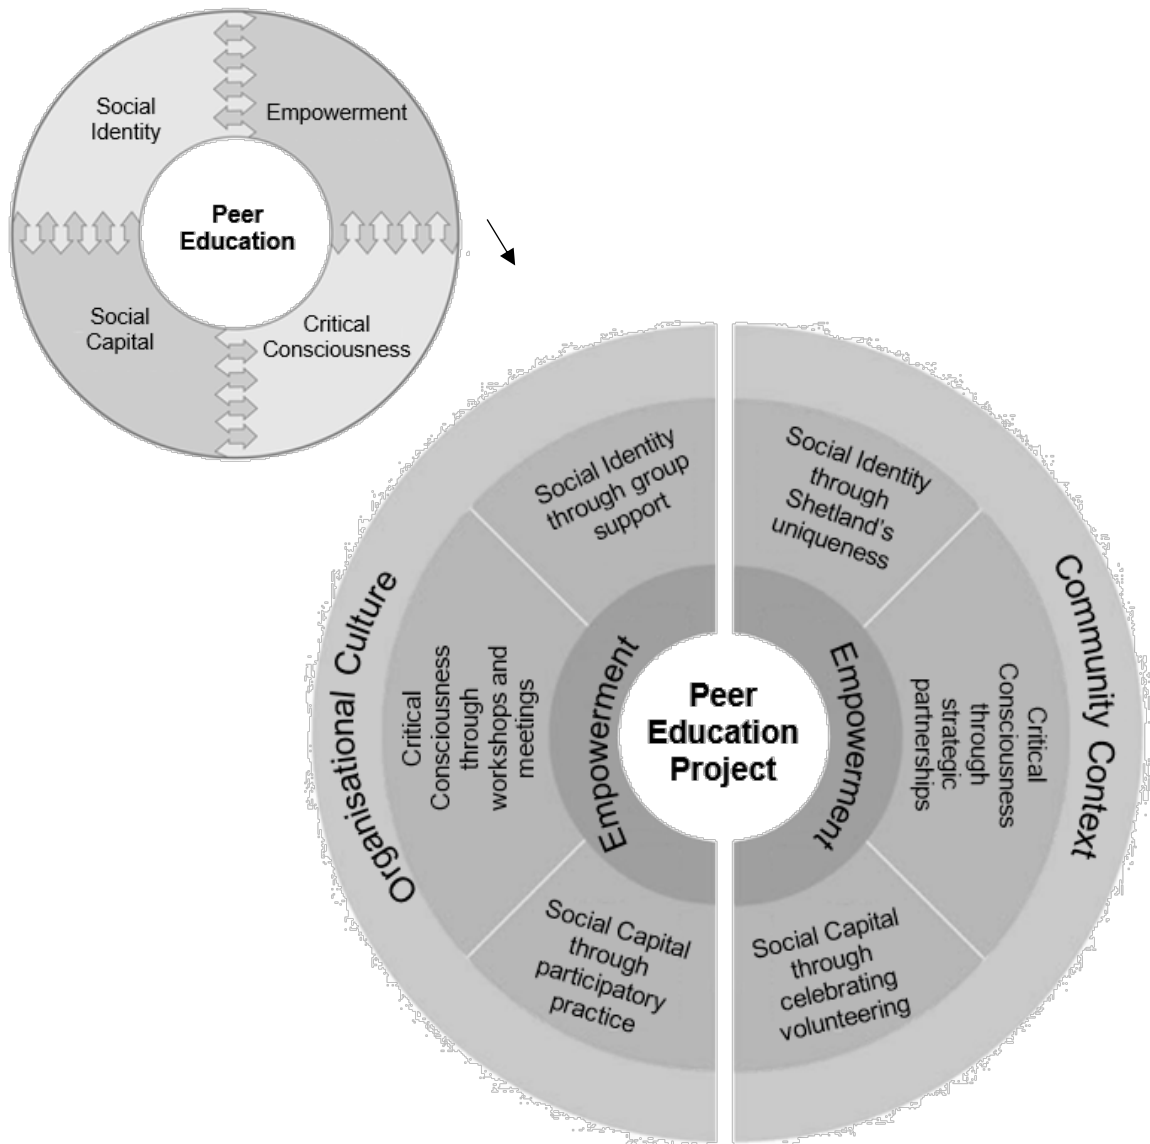 Social
Identity
Empowerment
Peer
Education
Social
Capital
Critical
Consciousness
Social Identity
through group
support
Social Identity
through
Shetland's
uniqueness
Organisational Culture
Critical
Consciousness
through
workshops and
meetings
Empowerment
Peer
Education
Project
Empowerment
Critical
Consciousness
through
strategic
partnerships
Community Context
Social Capital
through
participatory
practice
Social Capital
through
celebrating
volunteering